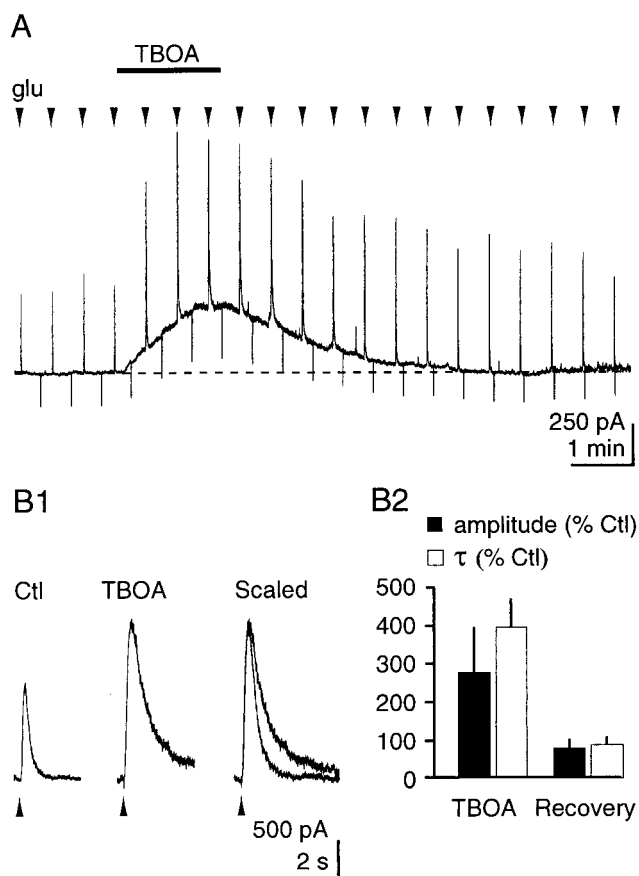 A
TBOA
glu
250 pA
1 min
B1
Ctl
TBOA
Scaled
500 pA
2 s
B2
amplitude (% Ctl)
τ (% Ctl)
500
400
300
200
100
0
TBOA
Recovery